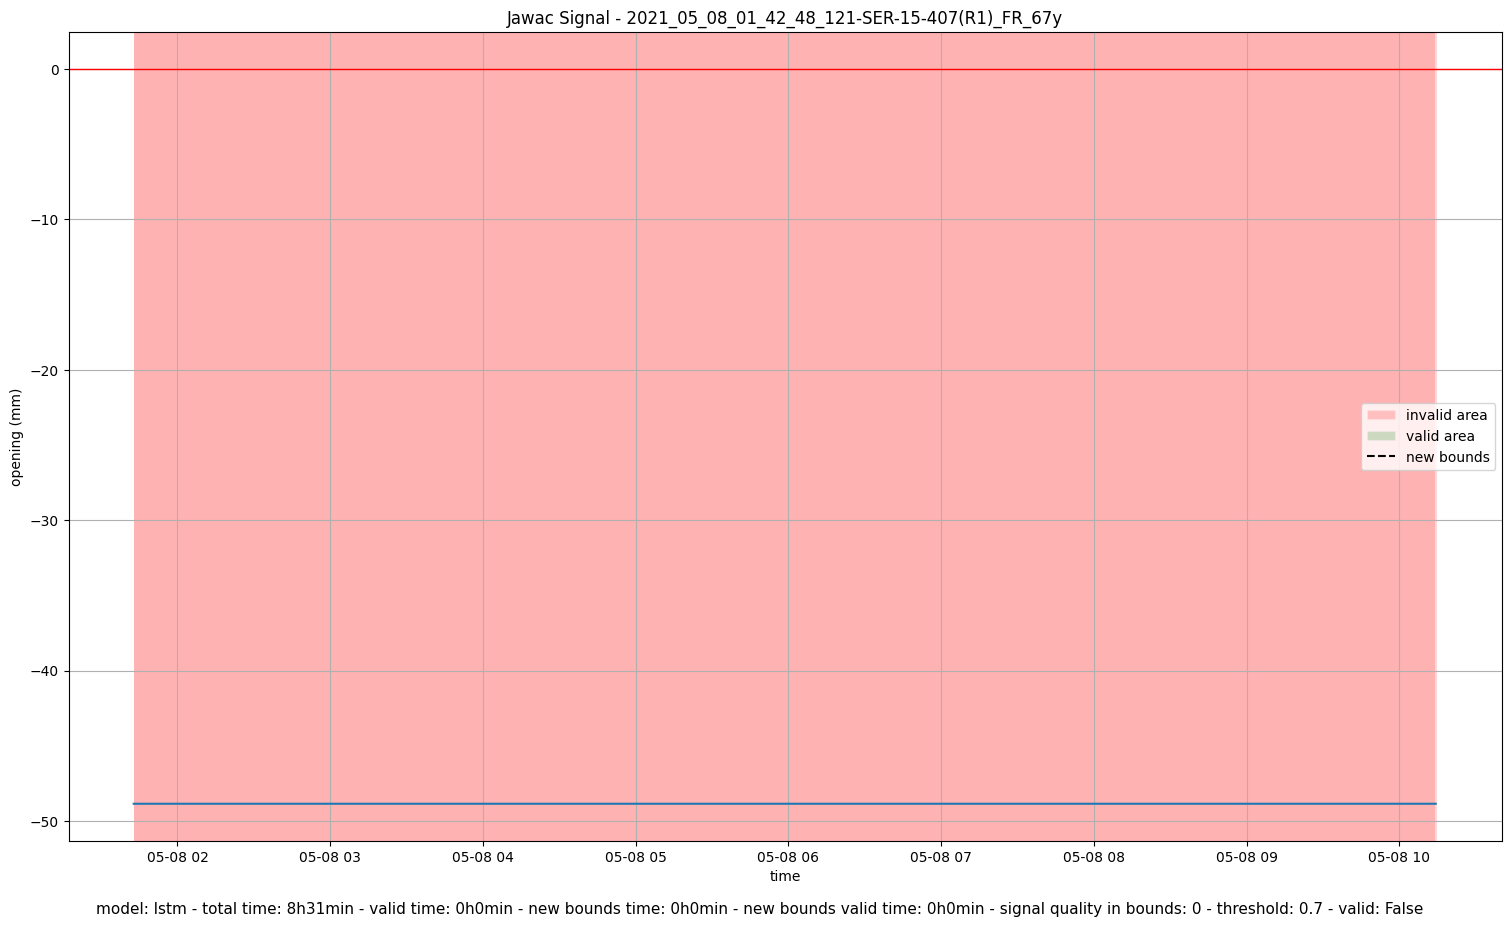 Jawac Signal - 2021_05_08_01_42_48_121-SER-15-407(R1)_FR_67y
opening (mm)
0
−10
−20
−30
−40
−50
invalid area
valid area
new bounds
05-08 02
05-08 03
05-08 04
05-08 05
05-08 06
05-08 07
05-08 08
05-08 09
05-08 10
time
model: lstm - total time: 8h31min - valid time: 0h0min - new bounds time: 0h0min - new bounds valid time: 0h0min - signal quality in bounds: 0 - threshold: 0.7 - valid: False